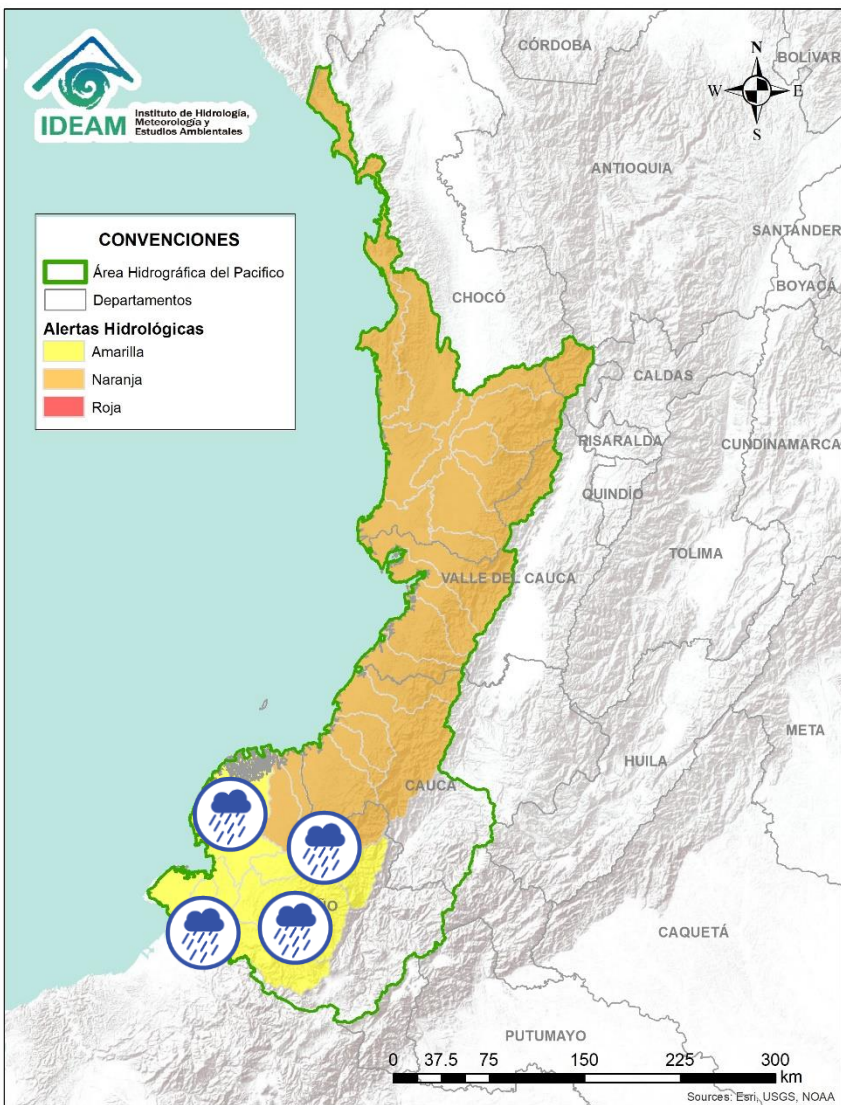 IDEAM
Instituto de Hidrología,
Meteorología y
Estudios Ambientales
CÓRDOBA
BOLÍVAR
N
W
E
S
ANTIOQUIA
SANTANDER
BOYACÁ
CONVENCIONES
Área Hidrográfica del Pacifico
Departamentos
Alertas Hidrológicas
Amarilla
Naranja
Roja
CHOCÓ
CALDAS
RISARALDA
CUNDINAMARCA
QUINDÍO
TOLIMA
VALLE DEL CAUCA
META
HUILA
CAUCA
CAQUETÁ
PUTUMAYO
0 37.5 75 150 225 300
km
Sources: Esri, USGS, NOAA